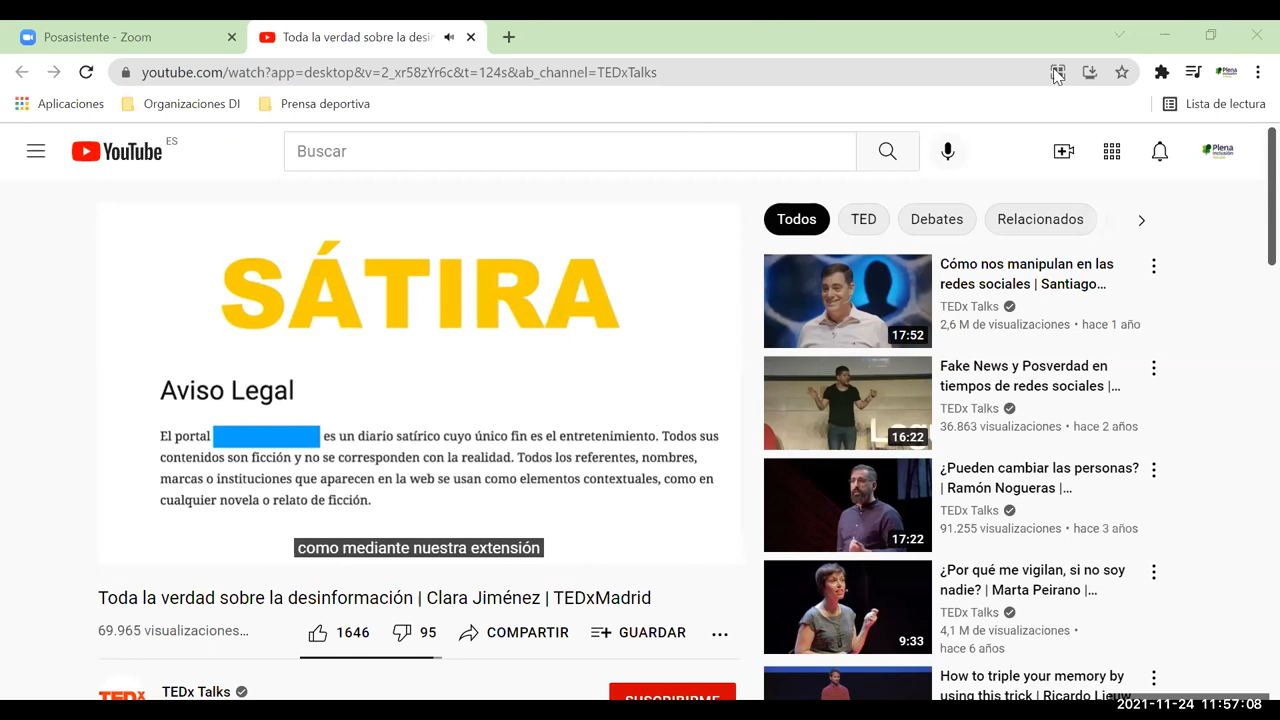 Posasistente - Zoom
Toda la verdad sobre la desin
youtube.com/watch?app=desktop&v=2_xr58zYr6c&t=124s&ab_channel=TEDxTalks
Plena
Aplicaciones
Organizaciones DI
Prensa deportiva
Lista de lectura
YouTube ES
Buscar
Plena
inclusión
SÁTIRA
Aviso Legal
El portal es un diario satírico cuyo único fin es el entretenimiento. Todos sus
contenidos son ficción y no se corresponden con la realidad. Todos los referentes, nombres,
marcas o instituciones que aparecen en la web se usan como elementos contextuales, como en
cualquier novela o relato de ficción.
como mediante nuestra extensión
Toda la verdad sobre la desinformación | Clara Jiménez | TEDxMadrid
69.965 visualizaciones...
1646
95
COMPARTIR
GUARDAR
TEDx
TEDx Talks
SUSCRIBIRME
Todos
TED
Debates
Relacionados
17:52
Cómo nos manipulan en las
redes sociales | Santiago...
TEDx Talks
2,6 M de visualizaciones • hace 1 año
16:22
Fake News y Posverdad en
tiempos de redes sociales |...
TEDx Talks
36.863 visualizaciones • hace 2 años
17:22
¿Pueden cambiar las personas?
| Ramón Nogueras |...
TEDx Talks
91.255 visualizaciones • hace 3 años
9:33
¿Por qué me vigilan, si no soy
nadie? | Marta Peirano |...
TEDx Talks
4,1 M de visualizaciones •
hace 6 años
How to triple your memory by
using this trick | Ricardo
2021-11-24 11:57:08